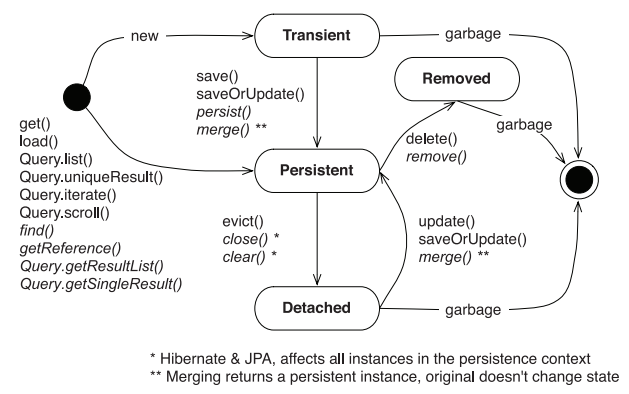 new
Transient
garbage
save()
saveOrUpdate()
persist()
merge() **
Removed
get()
load()
Query.list()
Query.uniqueResult()
Query.iterate()
Query.scroll()
find()
getReference()
Query.getResultList()
Query.getSingleResult()
garbage
delete()
remove()
Persistent
evict()
close() *
clear() *
update()
saveOrUpdate()
merge() **
Detached
garbage
* Hibernate & JPA, affects all instances in the persistence context
** Merging returns a persistent instance, original doesn't change state